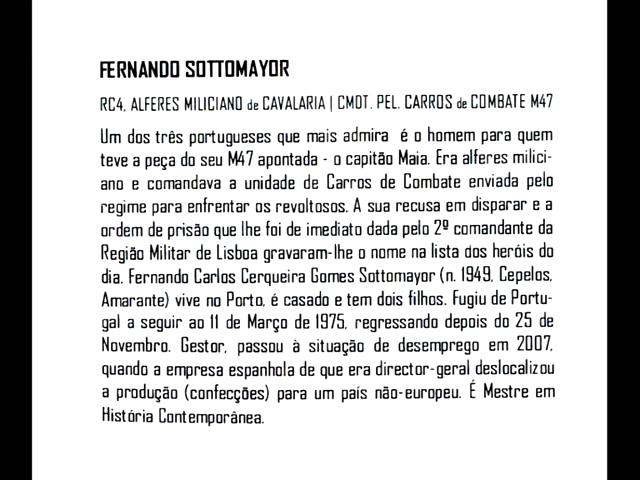 FERNANDO SOTTOMAYOR
RC4, ALFERES MILICIANO de CAVALARIA | CMDT. PEL. CARROS de COMBATE M47
Um dos três portugueses que mais admira é o homem para quem
teve a peça do seu M47 apontada - o capitão Maia. Era alferes milici-
ano e comandava a unidade de Carros de Combate enviada pelo
regime para enfrentar os revoltosos. A sua recusa em disparar e a
ordem de prisão que lhe foi de imediato dada pelo 2º comandante da
Região Militar de Lisboa gravaram-lhe o nome na lista dos heróis do
dia. Fernando Carlos Cerqueira Gomes Sottomayor (n. 1949, Cepelos,
Amarante) vive no Porto, é casado e tem dois filhos. Fugiu de Portu-
gal a seguir ao 11 de Março de 1975, regressando depois do 25 de
Novembro. Gestor, passou à situação de desemprego em 2007,
quando a empresa espanhola de que era director-geral deslocalizou
a produção (confecções) para um país não-europeu. É Mestre em
História Contemporânea.